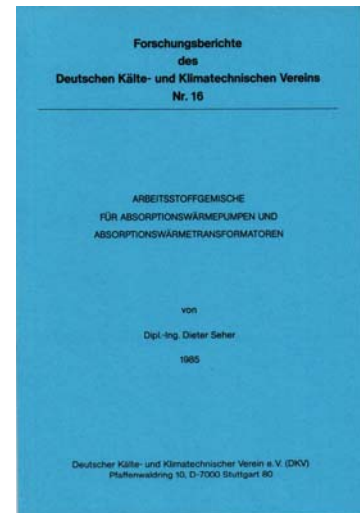 Forschungsberichte
des
Deutschen Kälte- und Klimatechnischen Vereins
Nr. 16
ARBEITSSTOFFGEMISCHE
FÜR ABSORPTIONSWÄRMEPUMPEN UND
ABSORPTIONSWÄRMETRANSFORMATOREN
von
Dipl.-Ing. Dieter Seher
1985
Deutscher Kälte- und Klimatechnischer Verein e.V. (DKV)
Pfaffenwaldring 10, D-7000 Stuttgart 80